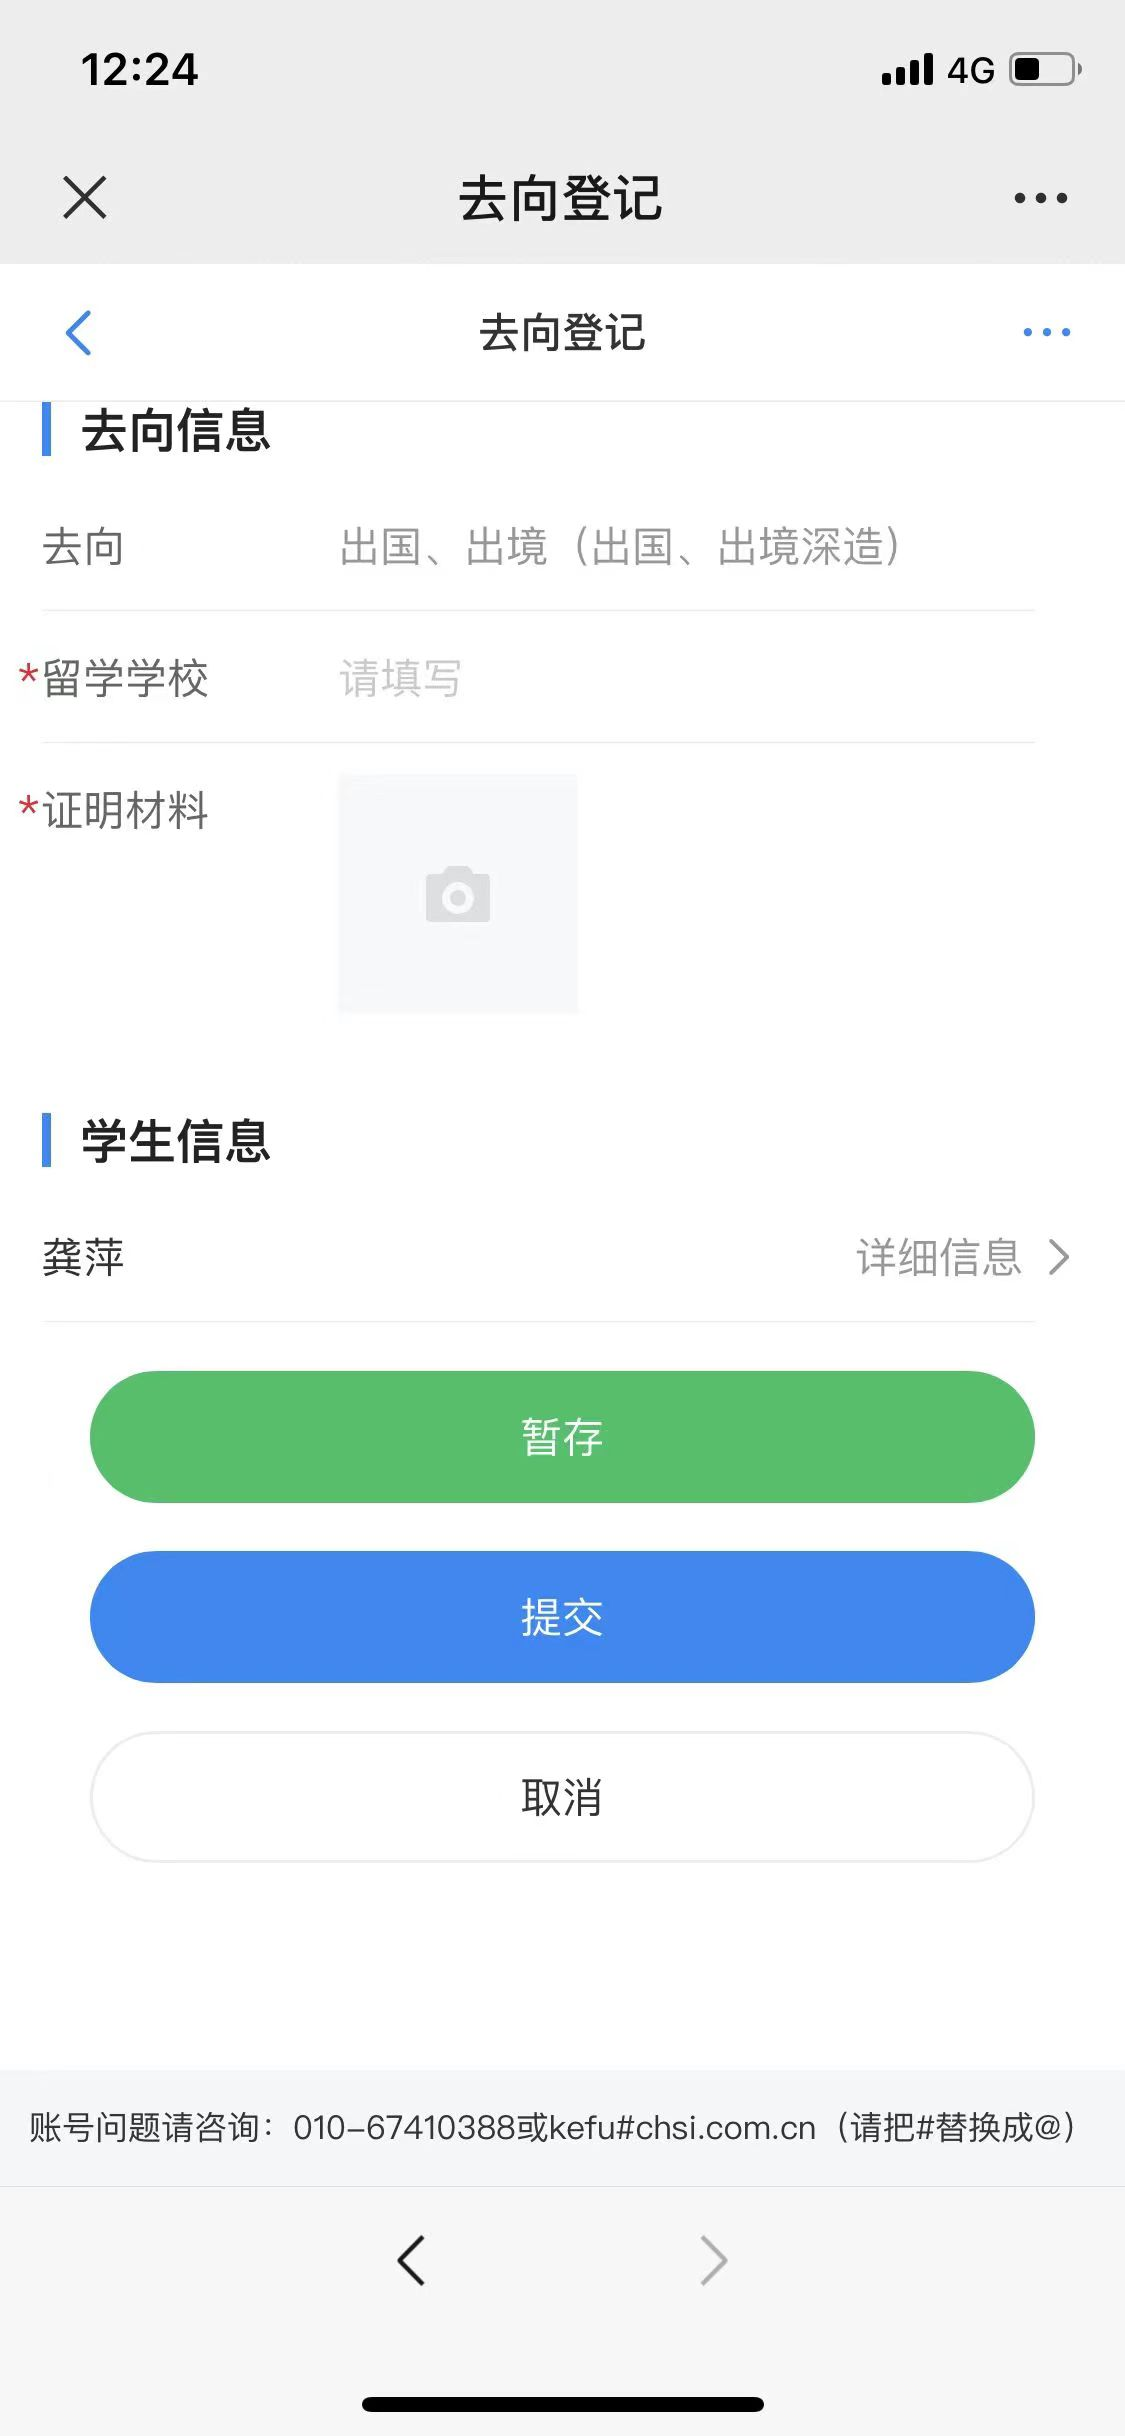 12:24
4G
去向登记
去向登记
去向信息
去向 出国、出境（出国、出境深造）
*留学学校 请填写
*证明材料
学生信息
龚萍 详细信息
暂存
提交
取消
账号问题请咨询：010-67410388或kefu#chsi.com.cn（请把#替换成@）